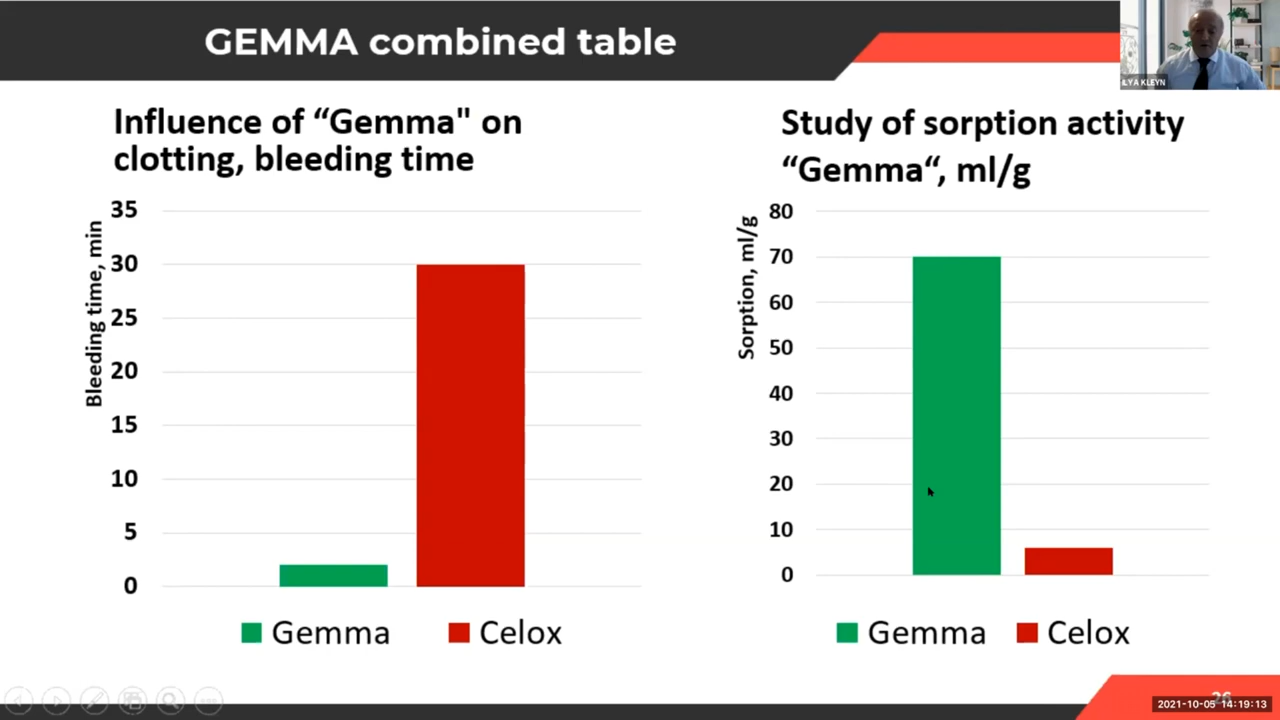 GEMMA combined table
ILYA KLEYN
Influence of “Gemma" on
clotting, bleeding time
Bleeding time, min
35
30
25
20
15
10
5
0
Gemma
Celox
Study of sorption activity
“Gemma“, ml/g
Sorption, ml/g
80
70
60
50
40
30
20
10
0
Gemma
Celox
26
2021-10-05 14:19:13